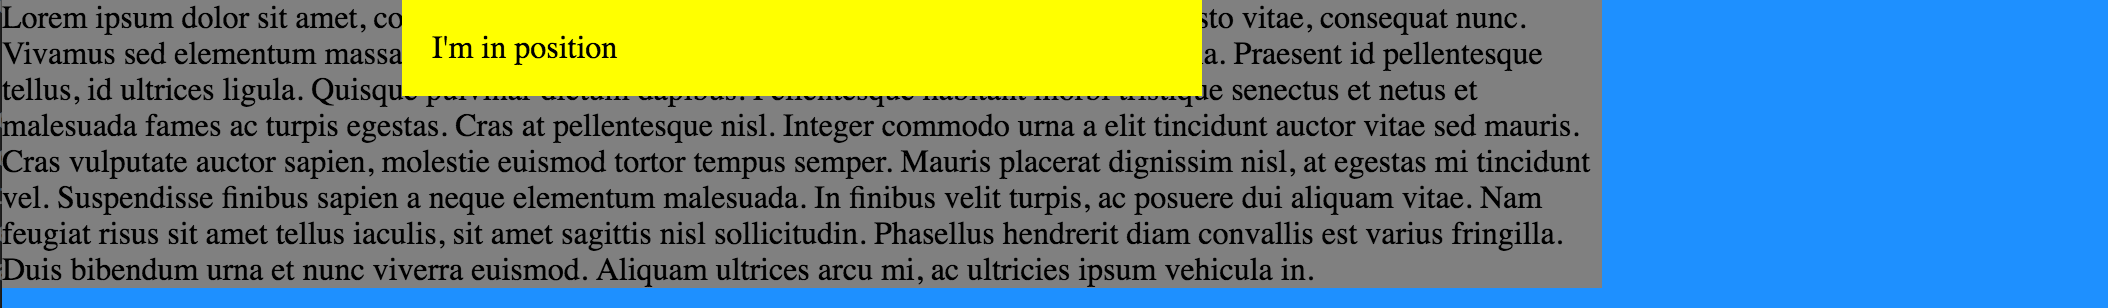 Lorem ipsum dolor sit amet, co sto vitae, consequat nunc.
I'm in position
Vivamus sed elementum massa a. Praesent id pellentesque
tellus, id ultrices ligula. Quisque senectus et netus et
malesuada fames ac turpis egestas. Cras at pellentesque nisl. Integer commodo urna a elit tincidunt auctor vitae sed mauris.
Cras vulputate auctor sapien, molestie euismod tortor tempus semper. Mauris placerat dignissim nisl, at egestas mi tincidunt
vel. Suspendisse finibus sapien a neque elementum malesuada. In finibus velit turpis, ac posuere dui aliquam vitae. Nam
feugiat risus sit amet tellus iaculis, sit amet sagittis nisl sollicitudin. Phasellus hendrerit diam convallis est varius fringilla.
Duis bibendum urna et nunc viverra euismod. Aliquam ultrices arcu mi, ac ultricies ipsum vehicula in.